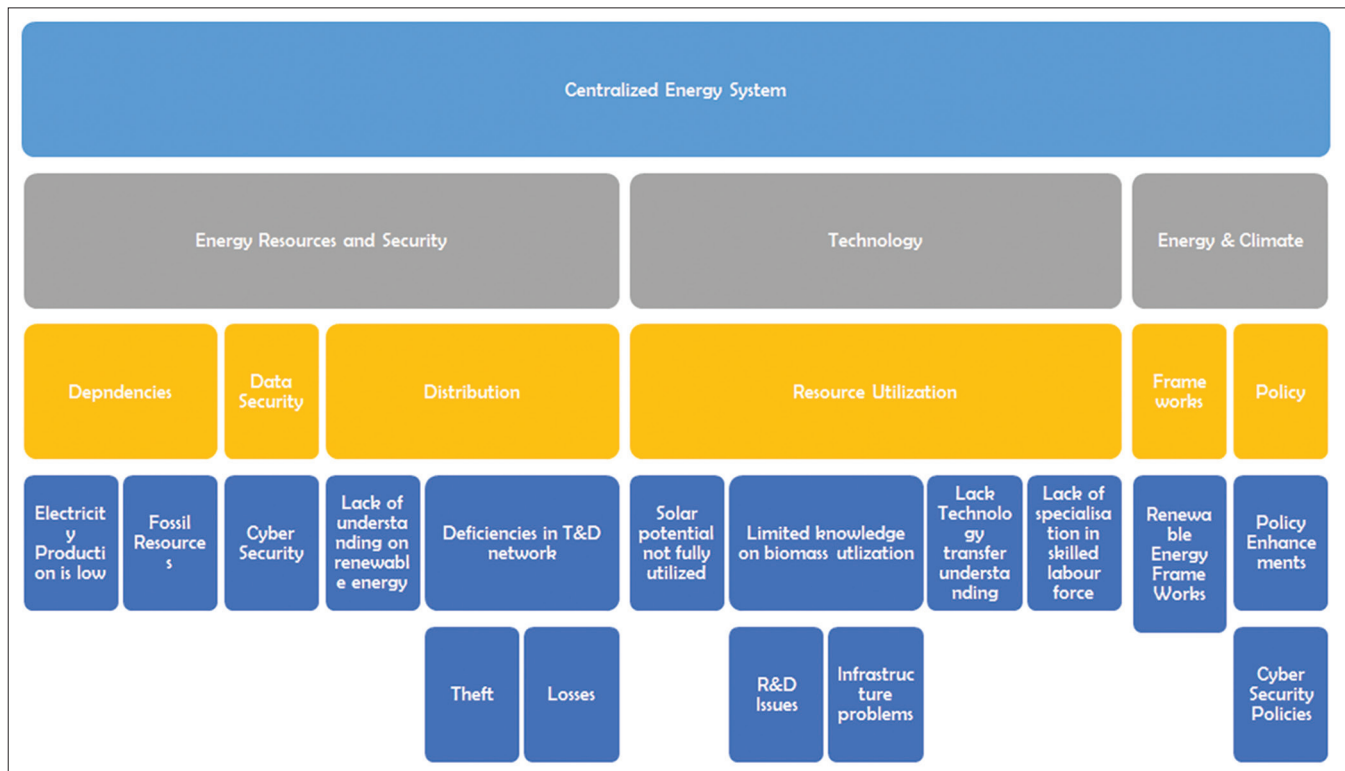 Centralized Energy System
Energy Resources and Security
Technology
Energy & Climate
Depndencies
Data
Security
Distribution
Resource Utilization
Frame
works
Policy
Electricit
y
Producti
on is low
Fossil
Resource
s
Cyber
Security
Lack of
understa
nding on
renewabl
e energy
Deficiencies in T&D
network
Solar
potential
not fully
utilized
Limited knowledge
on biomass utlization
Lack
Technolo
gy
transfer
understa
nding
Lack of
specialisa
tion in
skilled
labour
force
Renewa
ble
Energy
Frame
Works
Policy
Enhance
ments
Theft
Losses
R&D
Issues
Infrastruc
ture
problems
Cyber
Security
Policies